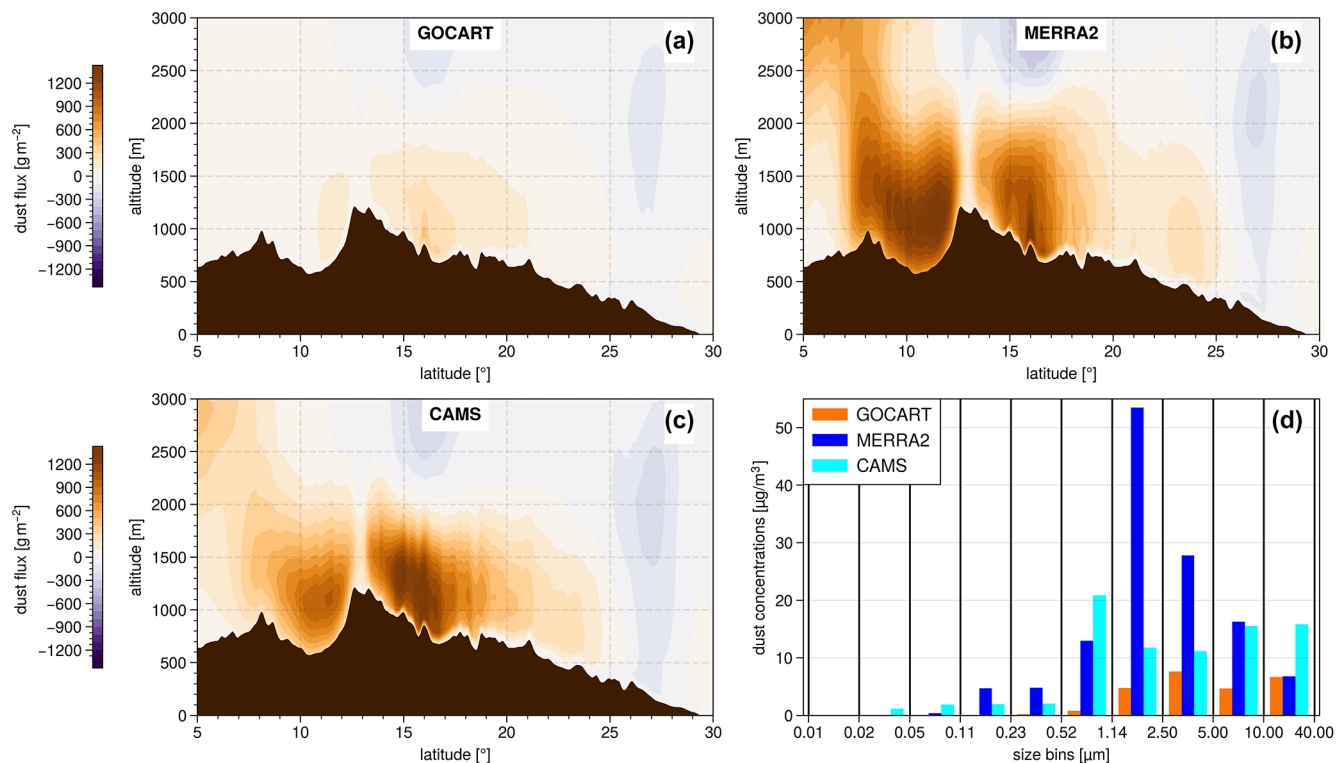 GOCART
(a)
3000
2500
2000
1500
1000
500
0
altitude [m]
5 10 15 20 25 30
latitude [°]
1200
900
600
300
0
−300
−600
−900
−1200
dust flux [gm⁻²]
MERRA2
(b)
3000
2500
2000
1500
1000
500
0
altitude [m]
5 10 15 20 25 30
latitude [°]
CAMS
(c)
3000
2500
2000
1500
1000
500
0
altitude [m]
5 10 15 20 25 30
latitude [°]
1200
900
600
300
0
−300
−600
−900
−1200
dust flux [gm⁻²]
(d)
GOCART
MERRA2
CAMS
50
40
30
20
10
0
dust concentrations [µg/m³]
0.01 0.02 0.05 0.11 0.23 0.52 1.14 2.50 5.00 10.00 40.00
size bins [µm]